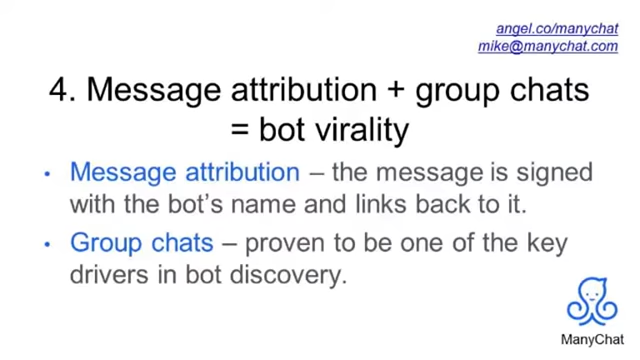 angel.co/manychat
mike@manychat.com
4. Message attribution + group chats
= bot virality
• Message attribution – the message is signed
with the bot's name and links back to it.
• Group chats – proven to be one of the key
drivers in bot discovery.
ManyChat